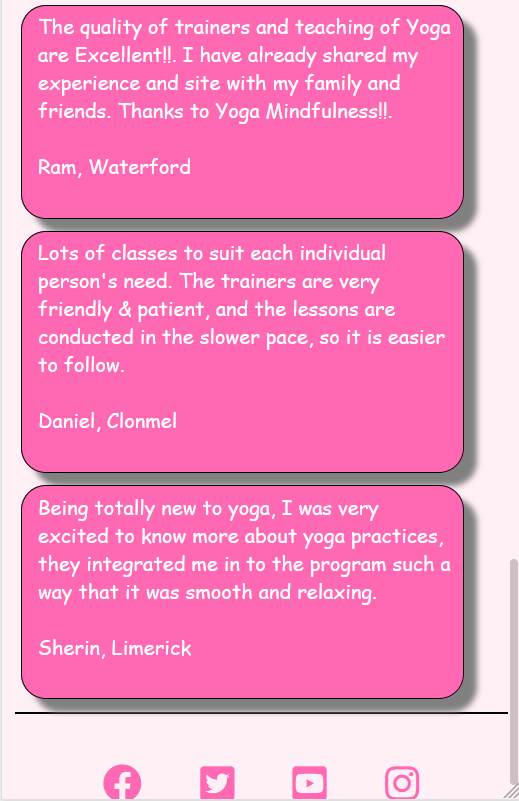 The quality of trainers and teaching of Yoga
are Excellent!!. I have already shared my
experience and site with my family and
friends. Thanks to Yoga Mindfulness!!.
Ram, Waterford
Lots of classes to suit each individual
person's need. The trainers are very
friendly & patient, and the lessons are
conducted in the slower pace, so it is easier
to follow.
Daniel, Clonmel
Being totally new to yoga, I was very
excited to know more about yoga practices,
they integrated me in to the program such a
way that it was smooth and relaxing.
Sherin, Limerick